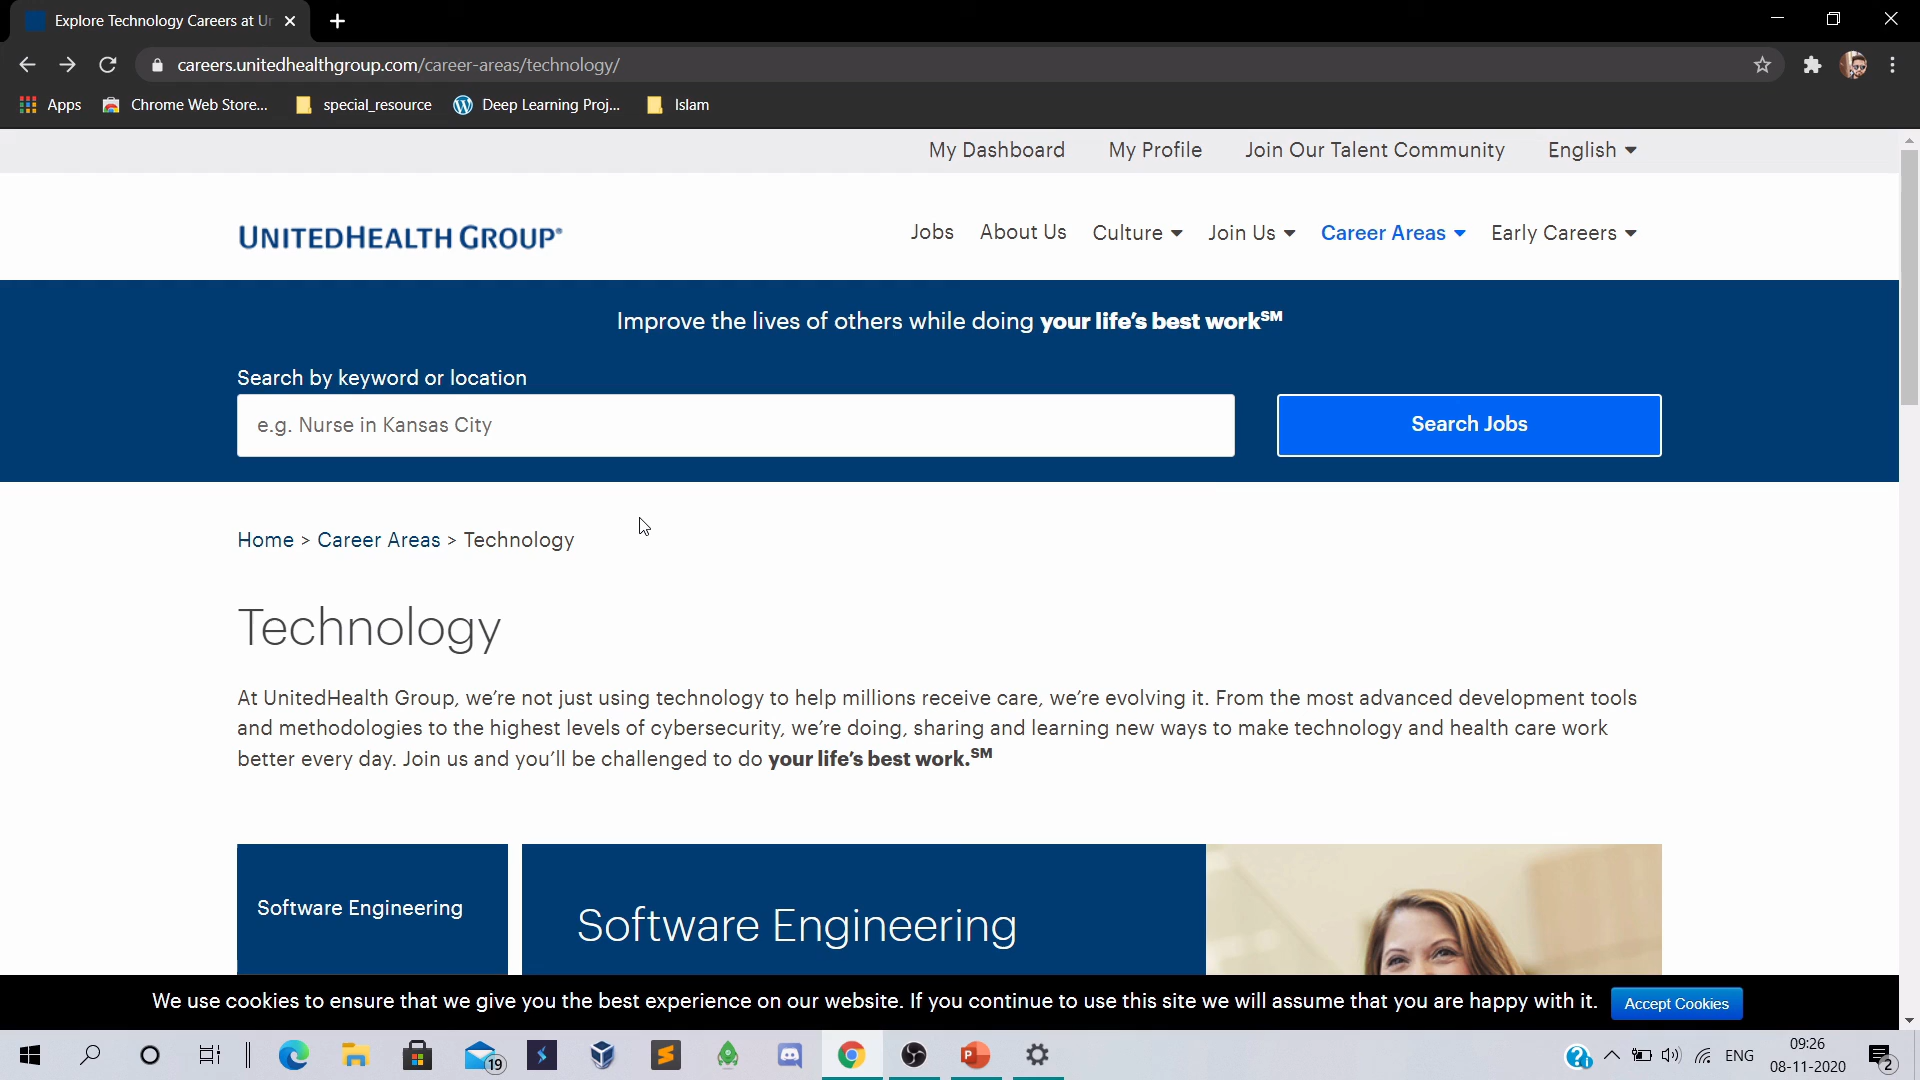 Explore Technology Careers at Un
careers.unitedhealthgroup.com/career-areas/technology/
Apps Chrome Web Store... special_resource Deep Learning Proj... Islam
My Dashboard My Profile Join Our Talent Community English
UNITEDHEALTH GROUP®
Jobs About Us Culture Join Us Career Areas Early Careers
Improve the lives of others while doing your life's best work℠
Search by keyword or location
e.g. Nurse in Kansas City
Search Jobs
Home > Career Areas > Technology
Technology
At UnitedHealth Group, we're not just using technology to help millions receive care, we're evolving it. From the most advanced development tools
and methodologies to the highest levels of cybersecurity, we're doing, sharing and learning new ways to make technology and health care work
better every day. Join us and you'll be challenged to do your life's best work.℠
Software Engineering
Software Engineering
We use cookies to ensure that we give you the best experience on our website. If you continue to use this site we will assume that you are happy with it.
Accept Cookies
19
ENG
09:26
08-11-2020
2